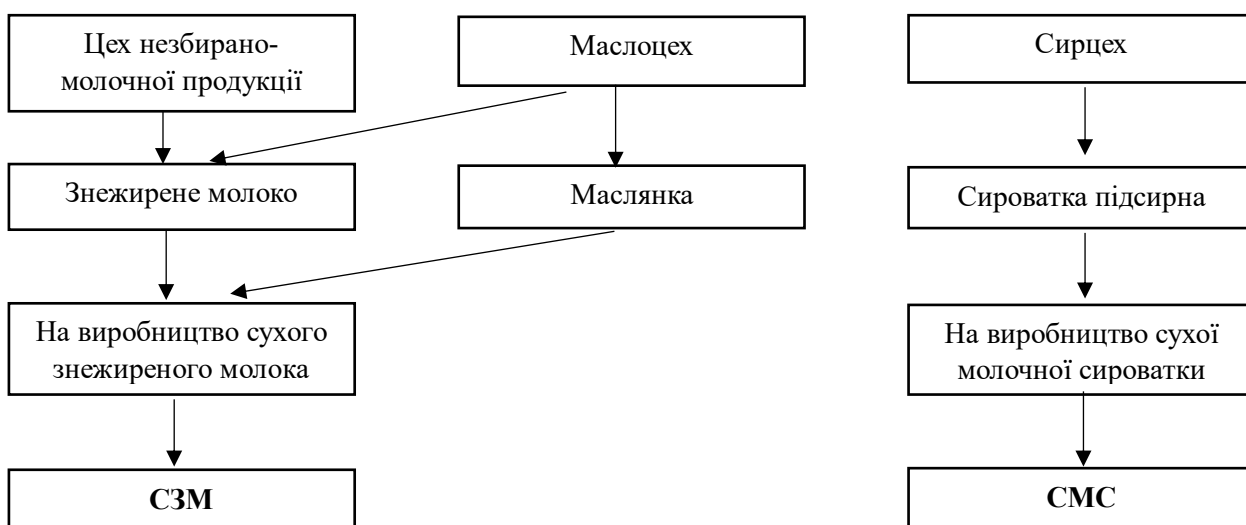 Цех незбирано-
молочної продукції
Маслоцех
Сирцех
Знежирене молоко
Маслянка
Сироватка підсирна
На виробництво сухого
знежиреного молока
На виробництво сухої
молочної сироватки
СЗМ
СМС